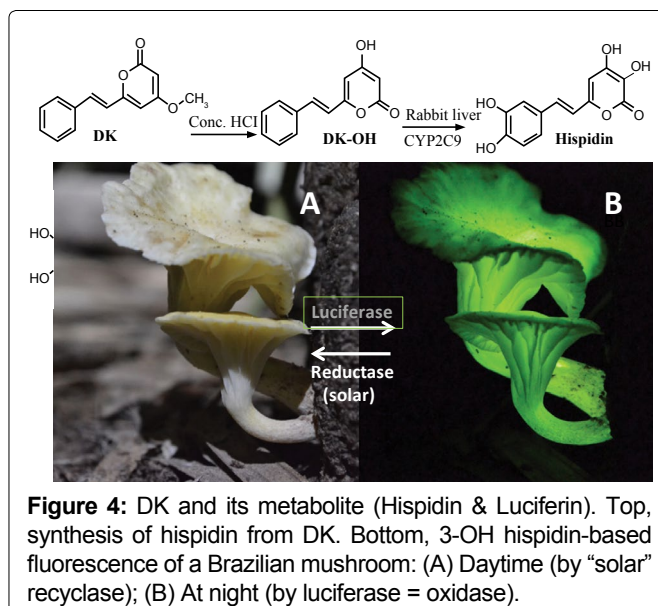 O
O
O
CH₃
DK
Conc. HCI
OH
O
O
DK-OH
Rabbit liver
CYP2C9
OH
OH
HO
HO
O
O
Hispidin
HO
HO
A
B
Luciferase
Reductase
(solar)
Figure 4: DK and its metabolite (Hispidin & Luciferin). Top,
synthesis of hispidin from DK. Bottom, 3-OH hispidin-based
fluorescence of a Brazilian mushroom: (A) Daytime (by “solar”
recyclase); (B) At night (by luciferase = oxidase).